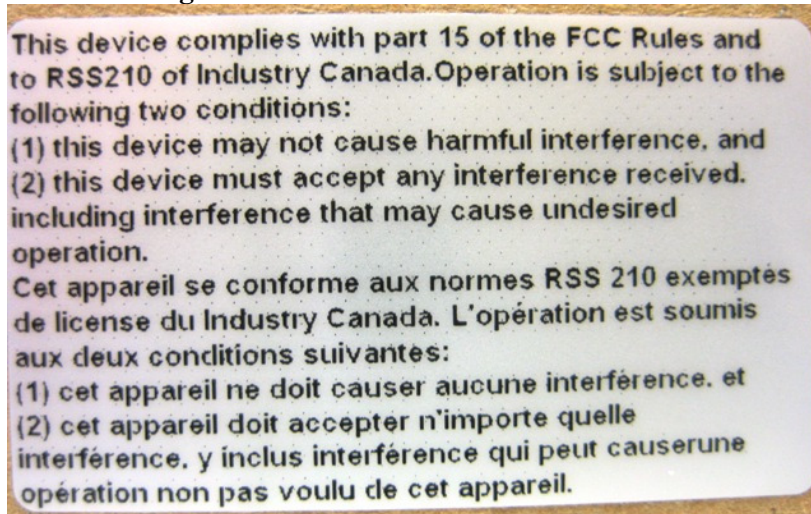 This device complies with part 15 of the FCC Rules and
to RSS210 of Industry Canada.Operation is subject to the
following two conditions:
(1) this device may not cause harmful interference, and
(2) this device must accept any interference received.
including interference that may cause undesired
operation.
Cet appareil se conforme aux normes RSS 210 exemptés
de license du Industry Canada. L'opération est soumis
aux deux conditions suivantes:
(1) cet appareil ne doit causer aucune interférence. et
(2) cet appareil doit accepter n'importe quelle
interférence. y inclus interférence qui peut causerune
opération non pas voulu de cet appareil.